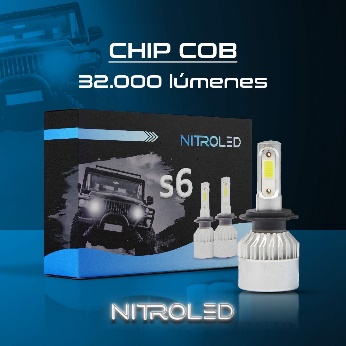 CHIP COB
32.000 lúmenes
NITROLED
s6
NITROLED